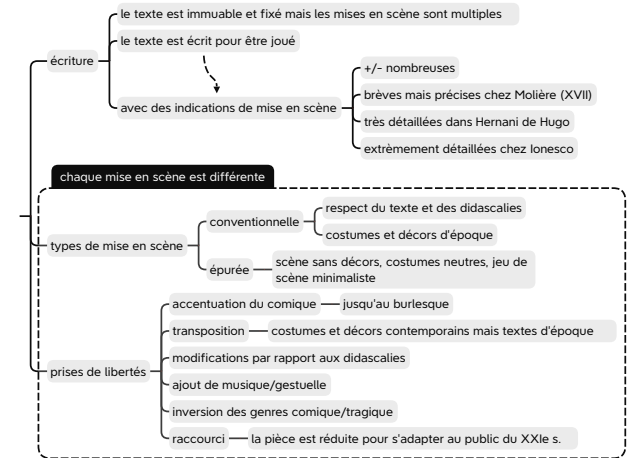 le texte est immuable et fixé mais les mises en scène sont multiples
le texte est écrit pour être joué
écriture
avec des indications de mise en scène
+/- nombreuses
brèves mais précises chez Molière (XVII)
très détaillées dans Hernani de Hugo
extrèmement détaillées chez Ionesco
chaque mise en scène est différente
types de mise en scène
conventionnelle
respect du texte et des didascalies
costumes et décors d'époque
épurée
scène sans décors, costumes neutres, jeu de
scène minimaliste
prises de libertés
accentuation du comique
jusqu'au burlesque
transposition
costumes et décors contemporains mais textes d'époque
modifications par rapport aux didascalies
ajout de musique/gestuelle
inversion des genres comique/tragique
raccourci
la pièce est réduite pour s'adapter au public du XXIe s.